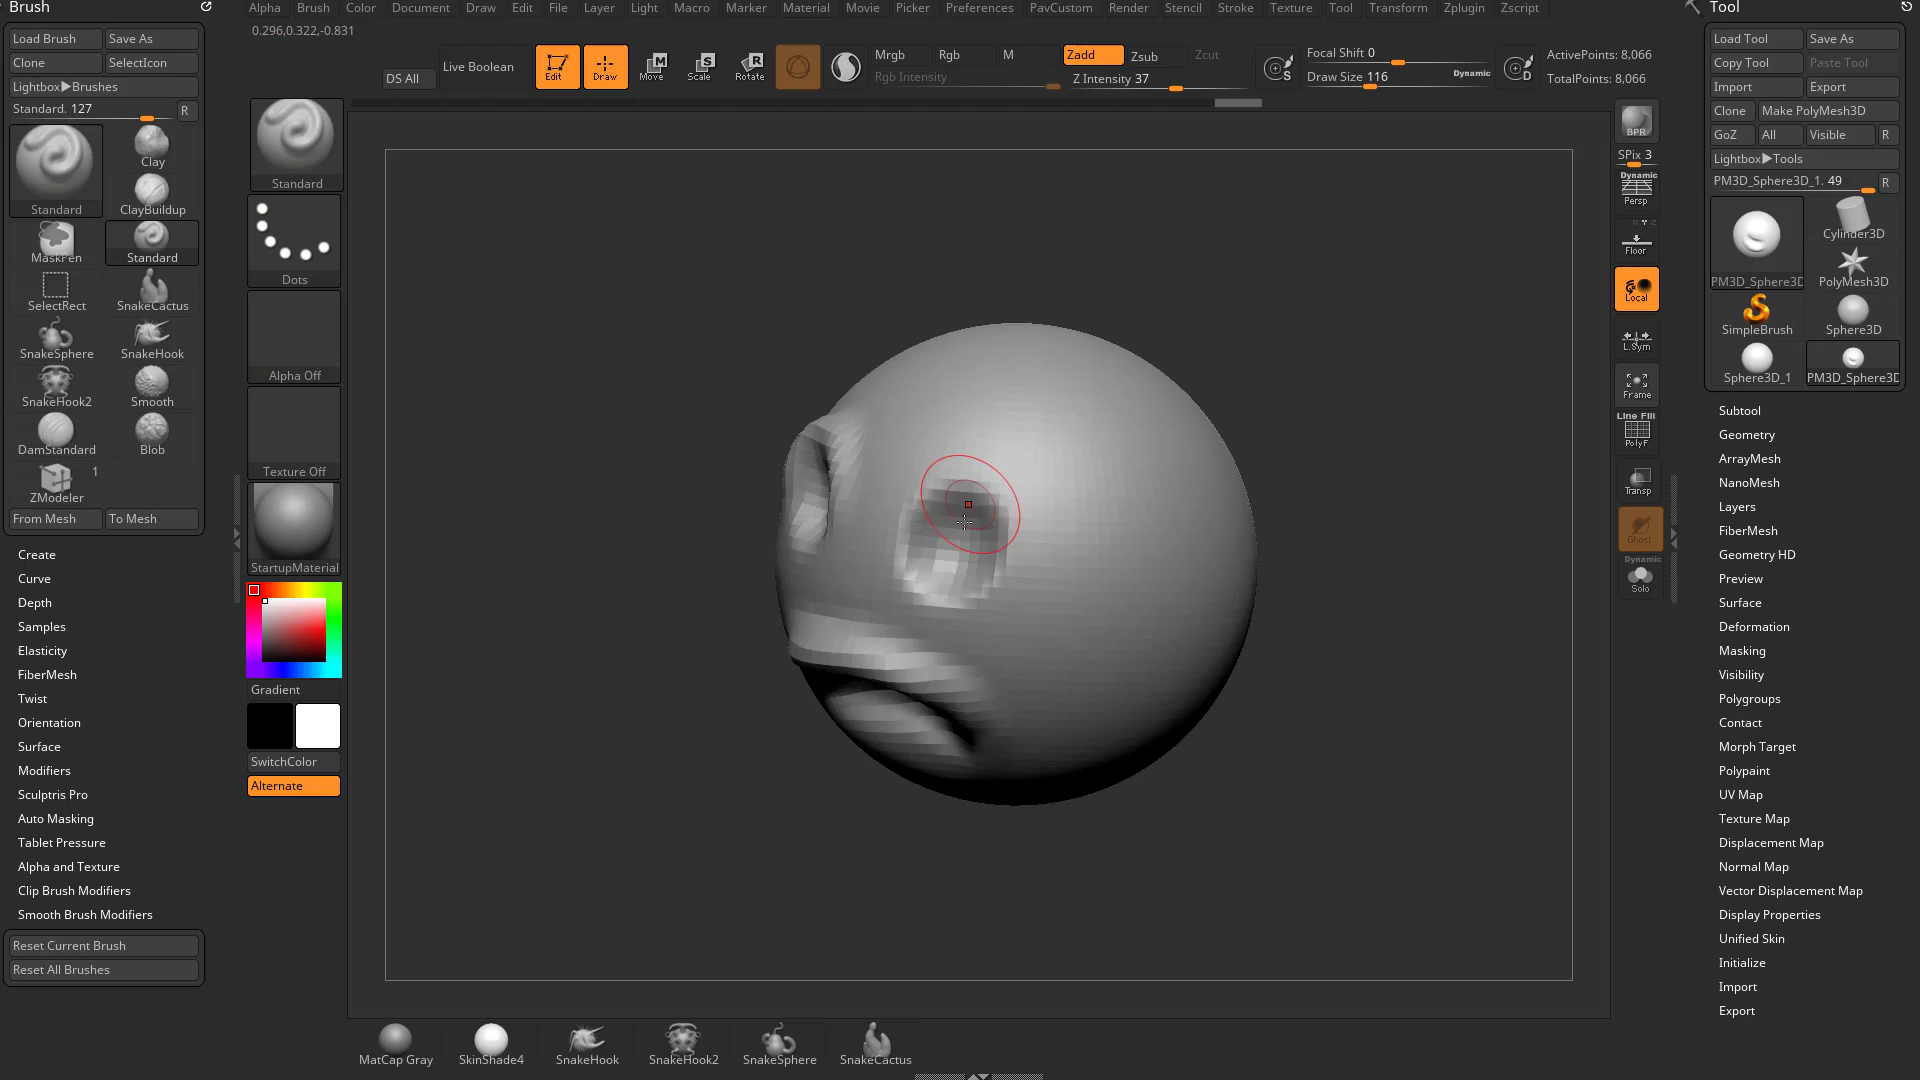 Brush
Load Brush
Save As
Clone
SelectIcon
Lightbox▶Brushes
Standard. 127
R
Standard
Clay
ClayBuildup
MaskPen
Standard
SelectRect
SnakeCactus
SnakeSphere
SnakeHook
SnakeHook2
Smooth
DamStandard
Blob
1
ZModeler
From Mesh
To Mesh
Create
Curve
Depth
Samples
Elasticity
FiberMesh
Twist
Orientation
Surface
Modifiers
Sculptris Pro
Auto Masking
Tablet Pressure
Alpha and Texture
Clip Brush Modifiers
Smooth Brush Modifiers
Reset Current Brush
Reset All Brushes
Alpha Brush Color Document Draw Edit File Layer Light Macro Marker Material Movie Picker Preferences PavCustom Render Stencil Stroke Texture Tool Transform Zplugin Zscript
0.296,0.322,-0.831
DS All
Live Boolean
Edit
Draw
Move
Scale
Rotate
Mrgb
Rgb
M
Rgb Intensity
Zadd
Zsub
Zcut
Z Intensity 37
Focal Shift 0
Draw Size 116
Dynamic
ActivePoints: 8,066
TotalPoints: 8,066
Standard
Dots
Alpha Off
Texture Off
StartupMaterial
Gradient
SwitchColor
Alternate
BPR
SPix 3
Dynamic
Persp
Floor
Local
L.Sym
Frame
Line Fill
PolyF
Transp
Ghost
Dynamic
Solo
MatCap Gray
SkinShade4
SnakeHook
SnakeHook2
SnakeSphere
SnakeCactus
Tool
Load Tool
Save As
Copy Tool
Paste Tool
Import
Export
Clone
Make PolyMesh3D
GoZ
All
Visible
R
Lightbox▶Tools
PM3D_Sphere3D_1. 49
R
PM3D_Sphere3D
Cylinder3D
PolyMesh3D
SimpleBrush
Sphere3D
Sphere3D_1
PM3D_Sphere3D
Subtool
Geometry
ArrayMesh
NanoMesh
Layers
FiberMesh
Geometry HD
Preview
Surface
Deformation
Masking
Visibility
Polygroups
Contact
Morph Target
Polypaint
UV Map
Texture Map
Displacement Map
Normal Map
Vector Displacement Map
Display Properties
Unified Skin
Initialize
Import
Export